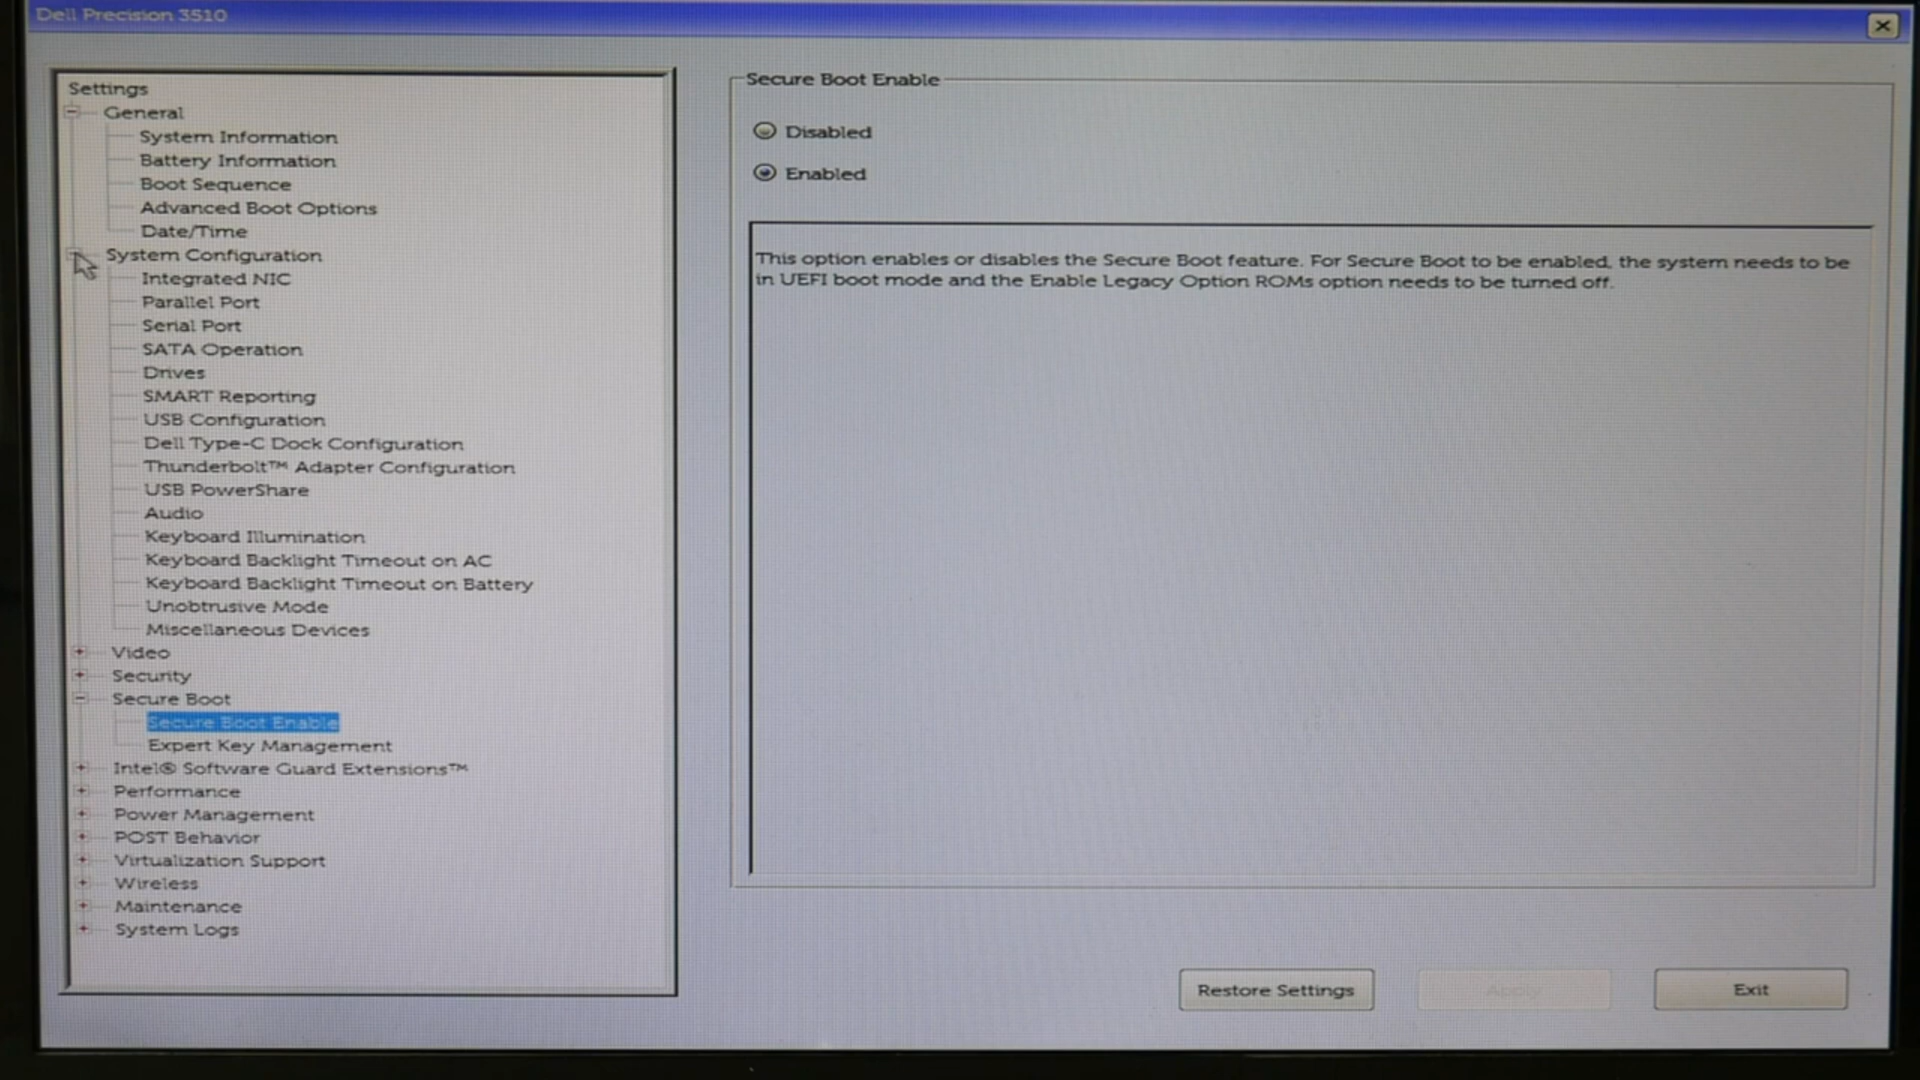 Dell Precision 3510
Settings
General
System Information
Battery Information
Boot Sequence
Advanced Boot Options
Date/Time
System Configuration
Integrated NIC
Parallel Port
Serial Port
SATA Operation
Drives
SMART Reporting
USB Configuration
Dell Type-C Dock Configuration
Thunderbolt™ Adapter Configuration
USB PowerShare
Audio
Keyboard Illumination
Keyboard Backlight Timeout on AC
Keyboard Backlight Timeout on Battery
Unobtrusive Mode
Miscellaneous Devices
Video
Security
Secure Boot
Secure Boot Enable
Expert Key Management
Intel® Software Guard Extensions™
Performance
Power Management
POST Behavior
Virtualization Support
Wireless
Maintenance
System Logs
Secure Boot Enable
Disabled
Enabled
This option enables or disables the Secure Boot feature. For Secure Boot to be enabled, the system needs to be
in UEFI boot mode and the Enable Legacy Option ROMs option needs to be turned off.
Restore Settings
Apply
Exit